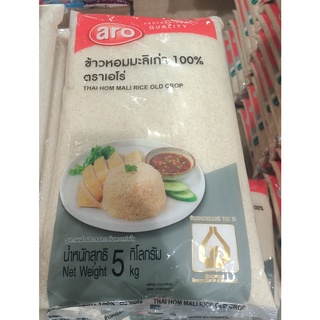 aro
PROFESSIONAL
QUALITY
ข้าวหอมมะลิเก่า 100%
ตราเอโร่
THAI HOM MALI RICE OLD CROP
น้ำหนักสุทธิ 5 กิโลกรัม
Net Weight kg
THAI HOM MALI RICE OLD CROP